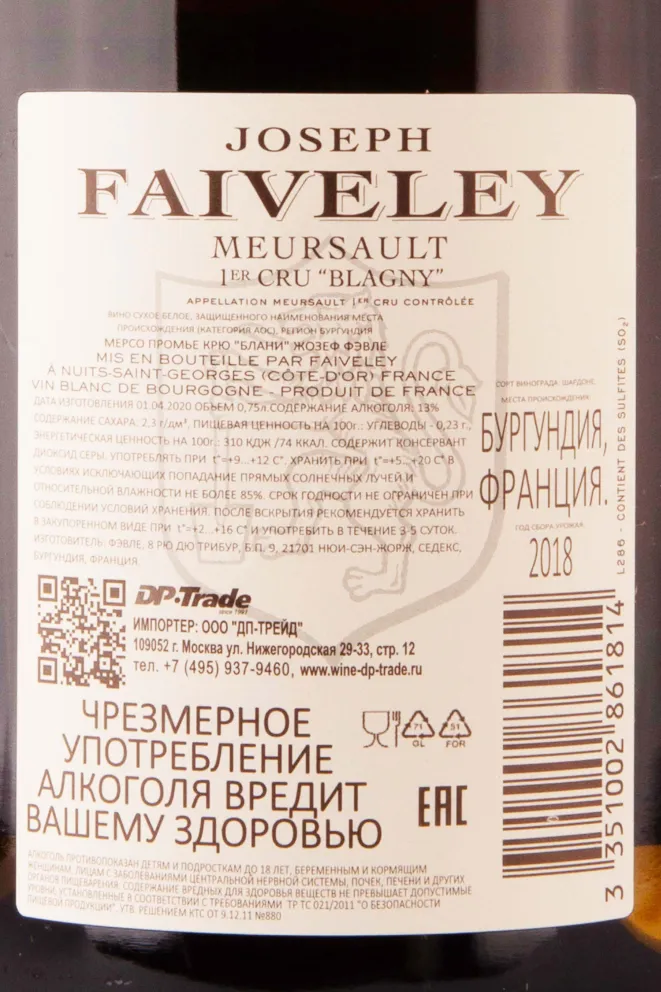 JOSEPH
FAIVELEY
MEURSAULT
1ER CRU "BLAGNY"
APPELLATION MEURSAULT 1ER CRU CONTRÔLÉE
ВИНО СУХОЕ БЕЛОЕ, ЗАЩИЩЕННОГО НАИМЕНОВАНИЯ МЕСТА
ПРОИСХОЖДЕНИЯ (КАТЕГОРИЯ АОС), РЕГИОН БУРГУНДИЯ
МЕРСО ПРОМЬЕ КРЮ "БЛАНИ" ЖОЗЕФ ФЭВЛЕ
MIS EN BOUTEILLE PAR FAIVELEY
À NUITS-SAINT-GEORGES (CÔTE-D'OR) FRANCE
VIN BLANC DE BOURGOGNE - PRODUIT DE FRANCE
ДАТА ИЗГОТОВЛЕНИЯ 01.04.2020 ОБЪЕМ 0,75л.СОДЕРЖАНИЕ АЛКОГОЛЯ: 13%
СОДЕРЖАНИЕ САХАРА: 2,3 г/дм³, ПИЩЕВАЯ ЦЕННОСТЬ НА 100г.: УГЛЕВОДЫ - 0,23 г.,
ЭНЕРГЕТИЧЕСКАЯ ЦЕННОСТЬ НА 100г.: 310 КДЖ /74 ККАЛ. СОДЕРЖИТ КОНСЕРВАНТ
ДИОКСИД СЕРЫ. УПОТРЕБЛЯТЬ ПРИ t°=+9...+12 С°. ХРАНИТЬ ПРИ t°=+5...+20 С° В
УСЛОВИЯХ ИСКЛЮЧАЮЩИХ ПОПАДАНИЕ ПРЯМЫХ СОЛНЕЧНЫХ ЛУЧЕЙ И
ОТНОСИТЕЛЬНОЙ ВЛАЖНОСТИ НЕ БОЛЕЕ 85%. СРОК ГОДНОСТИ НЕ ОГРАНИЧЕН ПРИ
СОБЛЮДЕНИИ УСЛОВИЙ ХРАНЕНИЯ. ПОСЛЕ ВСКРЫТИЯ РЕКОМЕНДУЕТСЯ ХРАНИТЬ
В ЗАКУПОРЕННОМ ВИДЕ ПРИ t°=+2...+16 С° И УПОТРЕБИТЬ В ТЕЧЕНИЕ 3-5 СУТОК.
ИЗГОТОВИТЕЛЬ: ФЭВЛЕ, 8 РЮ ДЮ ТРИБУР, Б.П. 9, 21701 НЮИ-СЭН-ЖОРЖ, СЕДЕКС,
БУРГУНДИЯ, ФРАНЦИЯ
СОРТ ВИНОГРАДА: ШАРДОНЕ
МЕСТА ПРОИСХОЖДЕНИЯ:
БУРГУНДИЯ,
ФРАНЦИЯ.
ГОД СБОРА УРОЖАЯ:
2018
L286 - CONTIENT DES SULFITES (SO₂)
DP-Trade
since 1991
ИМПОРТЕР: ООО "ДП-ТРЕЙД"
109052 г. Москва ул. Нижегородская 29-33, стр. 12
тел. +7 (495) 937-9460, www.wine-dp-trade.ru
71
GL
51
FOR
ЧРЕЗМЕРНОЕ
УПОТРЕБЛЕНИЕ
АЛКОГОЛЯ ВРЕДИТ
ВАШЕМУ ЗДОРОВЬЮ
EAC
3 351002 861814
АЛКОГОЛЬ ПРОТИВОПОКАЗАН ДЕТЯМ И ПОДРОСТКАМ ДО 18 ЛЕТ, БЕРЕМЕННЫМ И КОРМЯЩИМ
ЖЕНЩИНАМ, ЛИЦАМ С ЗАБОЛЕВАНИЯМИ ЦЕНТРАЛЬНОЙ НЕРВНОЙ СИСТЕМЫ, ПОЧЕК, ПЕЧЕНИ И ДРУГИХ
ОРГАНОВ ПИЩЕВАРЕНИЯ. СОДЕРЖАНИЕ ВРЕДНЫХ ДЛЯ ЗДОРОВЬЯ ВЕЩЕСТВ НЕ ПРЕВЫШАЕТ ДОПУСТИМЫЕ
УРОВНИ, УСТАНОВЛЕННЫЕ В СООТВЕТСТВИИ С ТРЕБОВАНИЯМИ ТР ТС 021/2011 "О БЕЗОПАСНОСТИ
ПИЩЕВОЙ ПРОДУКЦИИ". УТВ. РЕШЕНИЕМ КТС ОТ 9.12.11 №880